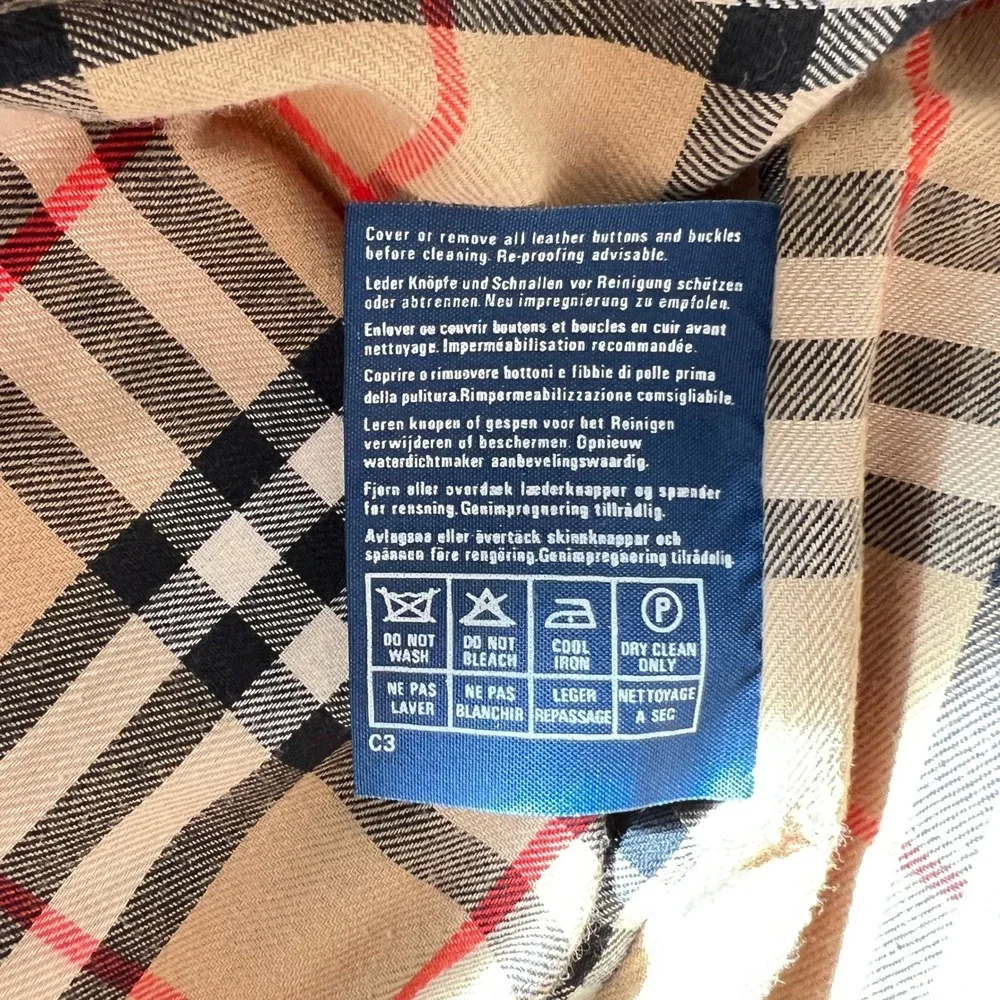 Cover or remove all leather buttons and buckles
before cleaning. Re-proofing advisable.
Leder Knöpfe und Schnallen vor Reinigung schützen
oder abtrennen. Neu impregnierung zu empfolen.
Enlever ou couvrir boutons et boucles en cuir avant
nettoyage. Imperméabilisation recommandée.
Coprire o rimuovere bottoni e fibbie di pelle prima
della pulitura. Rimpermeabilizzazione comsigliabile.
Leren knopen of gespen voor het Reinigen
verwijderen of beschermen. Opnieuw
waterdichtmaker aanbevelingswaardig.
Fjern eller overdæk læderknapper og spænder
før rensning. Genimprognering tillrådlig.
Avlagsna eller övertäck skinnknappar och
spännen före rengöring. Genimpregnering tilrådelig.
DO NOT WASH DO NOT BLEACH COOL IRON DRY CLEAN ONLY
NE PAS LAVER NE PAS BLANCHIR LEGER REPASSAGE NETTOYAGE A SEC
P
C3